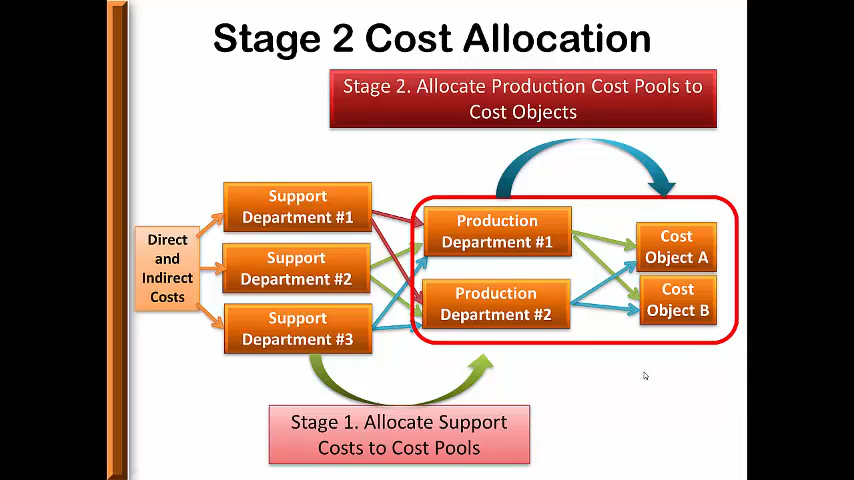 Stage 2 Cost Allocation
Stage 2. Allocate Production Cost Pools to
Cost Objects
Support
Department #1
Production
Department #1
Cost
Object A
Direct
and
Indirect
Costs
Support
Department #2
Production
Department #2
Cost
Object B
Support
Department #3
Stage 1. Allocate Support
Costs to Cost Pools